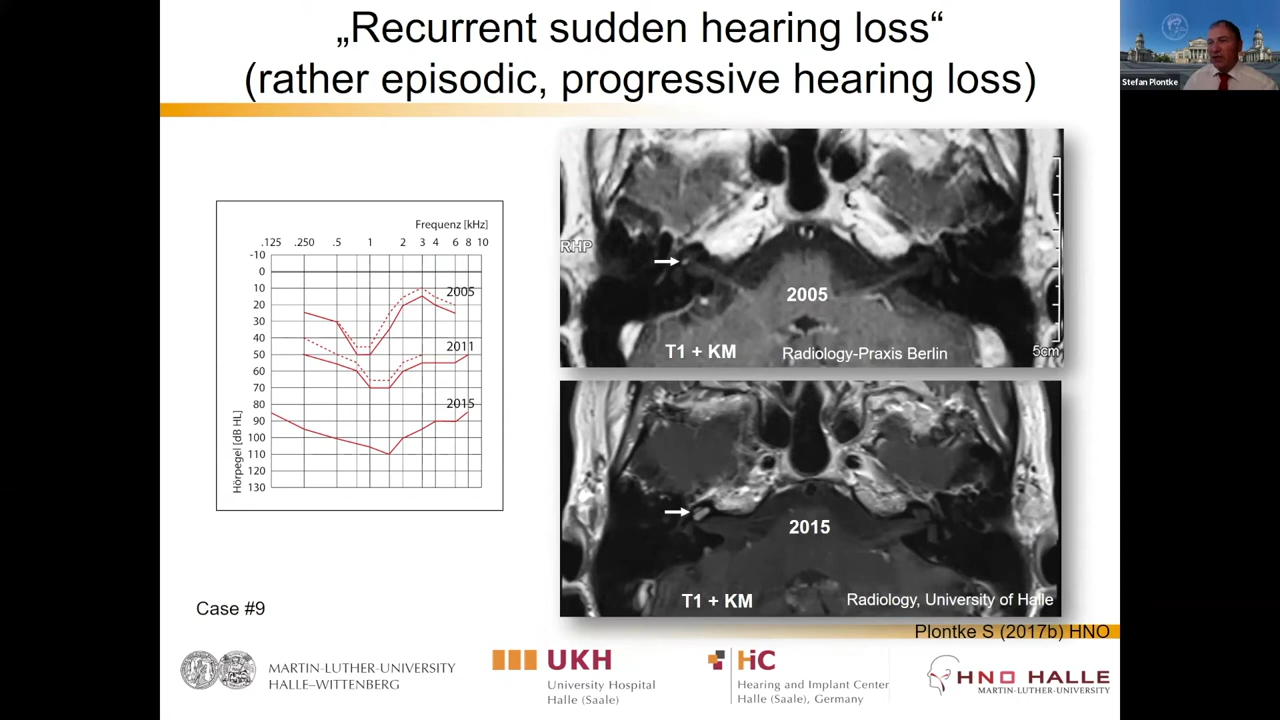 „Recurrent sudden hearing loss“
(rather episodic, progressive hearing loss)
Stefan Plontke
Frequenz [kHz]
.125 .250 .5 1 2 3 4 6 8 10
-10
0
10
20
30
40
50
60
70
80
90
100
110
120
130
Hörpegel [dB HL]
2005
2011
2015
RHP
2005
T1 + KM
Radiology-Praxis Berlin
5cm
2015
T1 + KM
Radiology, University of Halle
Case #9
Plontke S (2017b) HNO
MARTIN-LUTHER-UNIVERSITY
HALLE–WITTENBERG
UKH
University Hospital
Halle (Saale)
HiC
Hearing and Implant Center
Halle (Saale), Germany
HNO HALLE
MARTIN-LUTHER-UNIVERSITY